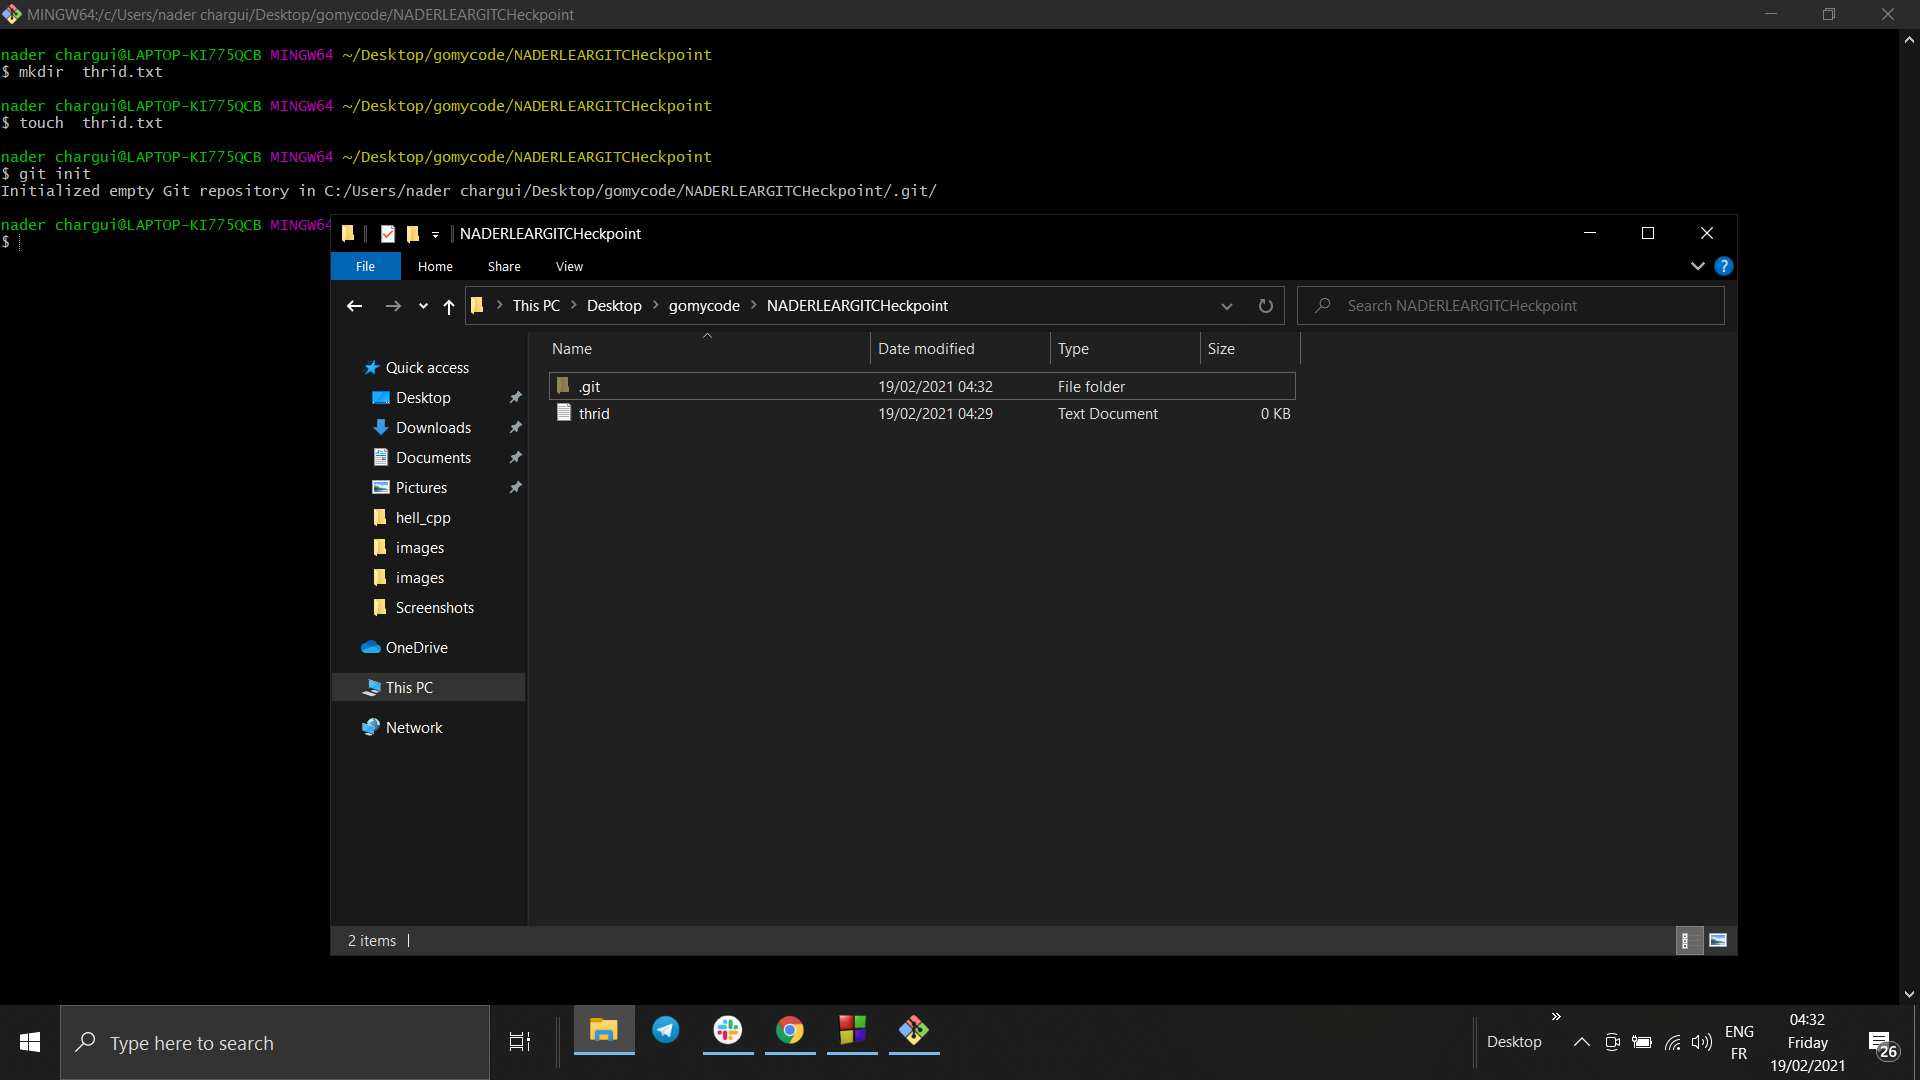 MINGW64:/c/Users/nader chargui/Desktop/gomycode/NADERLEARGITCHeckpoint
nader chargui@LAPTOP-KI775QCB MINGW64 ~/Desktop/gomycode/NADERLEARGITCHeckpoint
$ mkdir  thrid.txt
nader chargui@LAPTOP-KI775QCB MINGW64 ~/Desktop/gomycode/NADERLEARGITCHeckpoint
$ touch  thrid.txt
nader chargui@LAPTOP-KI775QCB MINGW64 ~/Desktop/gomycode/NADERLEARGITCHeckpoint
$ git init
Initialized empty Git repository in C:/Users/nader chargui/Desktop/gomycode/NADERLEARGITCHeckpoint/.git/
nader chargui@LAPTOP-KI775QCB MINGW64
$
NADERLEARGITCHeckpoint
File Home Share View ?
This PC Desktop gomycode NADERLEARGITCHeckpoint Search NADERLEARGITCHeckpoint
Name Date modified Type Size
.git 19/02/2021 04:32 File folder
thrid 19/02/2021 04:29 Text Document 0 KB
Quick access
Desktop
Downloads
Documents
Pictures
hell_cpp
images
images
Screenshots
OneDrive
This PC
Network
2 items
Type here to search
Desktop
ENG
FR
04:32
Friday
19/02/2021
26